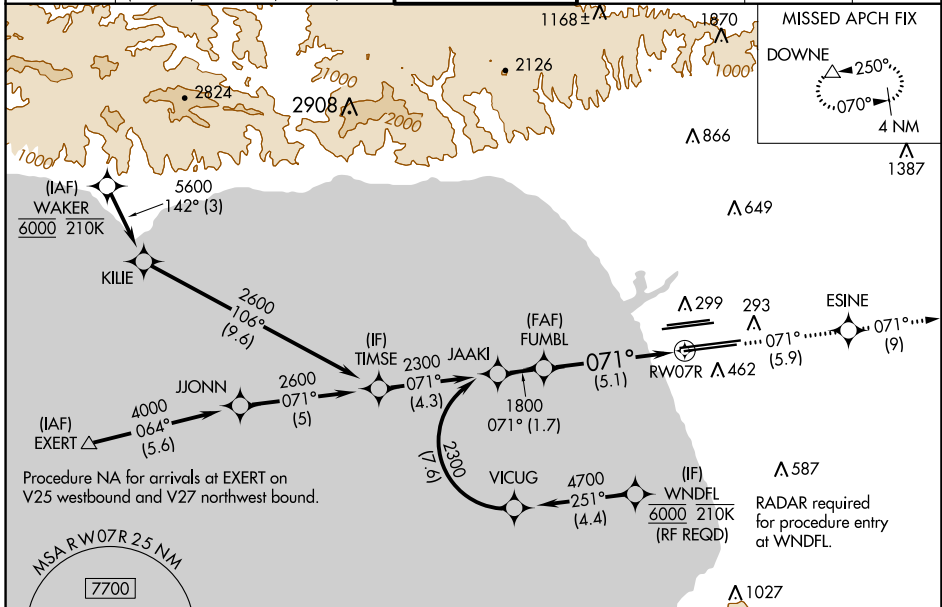 1168±
1870
MISSED APCH FIX
DOWNE
250°
070°
4 NM
1000
2126
1000
2824
2908
2000
866
1000
1387
(IAF)
WAKER
6000 210K
5600
142° (3)
649
KILIE
2600
106°
(9.6)
299
293
ESINE
(IF)
TIMSE
2300
071°
(4.3)
JAAKI
(FAF)
FUMBL
071°
(5.1)
RW07R
071°
(5.9)
071°
(9)
462
JJONN
2600
071°
(5)
1800
071° (1.7)
(IAF)
EXERT
4000
064°
(5.6)
2300
(7.6)
Procedure NA for arrivals at EXERT on
V25 westbound and V27 northwest bound.
VICUG
4700
251°
(4.4)
(IF)
WNDFL
6000 210K
(RF REQD)
587
RADAR required
for procedure entry
at WNDFL.
MSA RW07R 25 NM
7700
1027